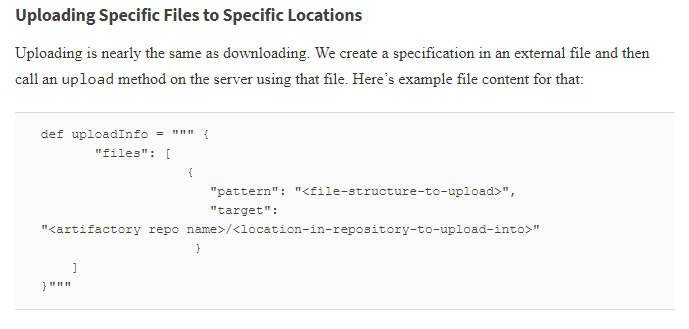 Uploading Specific Files to Specific Locations
Uploading is nearly the same as downloading. We create a specification in an external file and then
call an upload method on the server using that file. Here’s example file content for that:
def uploadInfo = """ {
"files": [
{
"pattern": "<file-structure-to-upload>",
"target":
"<artifactory repo name>/<location-in-repository-to-upload-into>"
}
]
}"""